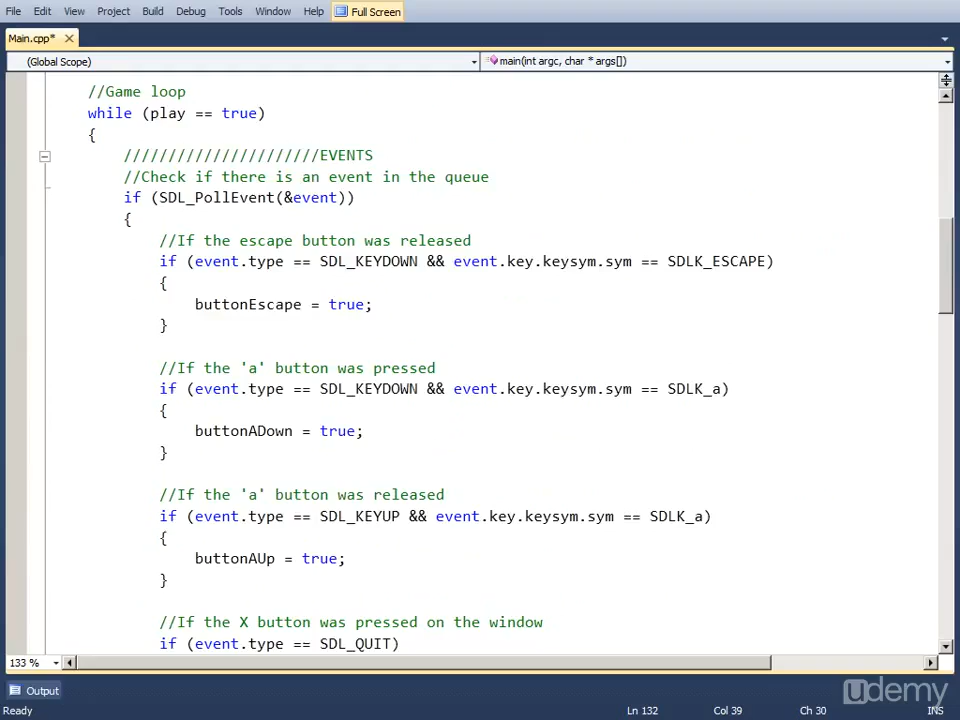 File Edit View Project Build Debug Tools Window Help Full Screen
Main.cpp*
(Global Scope) main(int argc, char * args[])
//Game loop
while (play == true)
{
//////////////////////EVENTS
//Check if there is an event in the queue
if (SDL_PollEvent(&event))
{
//If the escape button was released
if (event.type == SDL_KEYDOWN && event.key.keysym.sym == SDLK_ESCAPE)
{
buttonEscape = true;
}
//If the 'a' button was pressed
if (event.type == SDL_KEYDOWN && event.key.keysym.sym == SDLK_a)
{
buttonADown = true;
}
//If the 'a' button was released
if (event.type == SDL_KEYUP && event.key.keysym.sym == SDLK_a)
{
buttonAUp = true;
}
//If the X button was pressed on the window
if (event.type == SDL_QUIT)
133 %
Output
udemy
Ready Ln 132 Col 39 Ch 30 INS